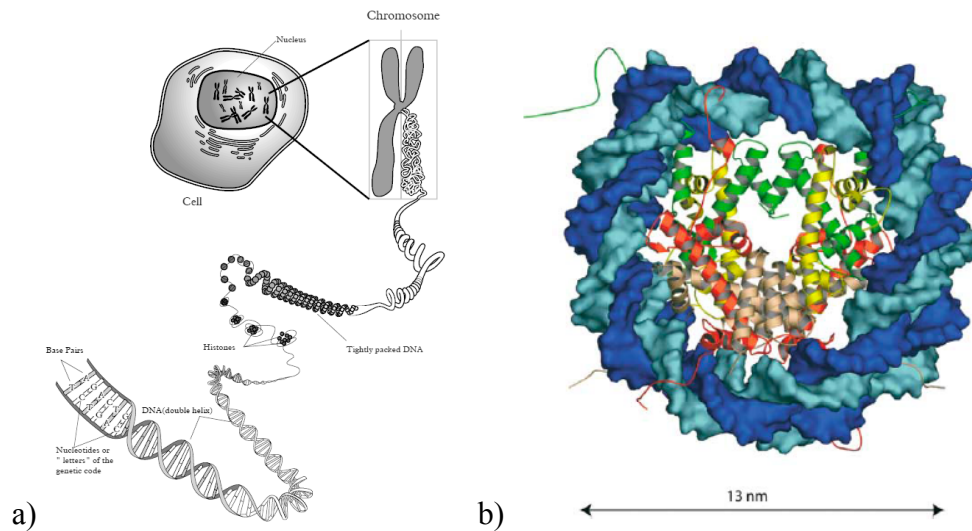 Chromosome
Nucleus
Cell
Histones
Tightly packed DNA
Base Pairs
DNA(double helix)
Nucleotides or
" letters" of the
genetic code
a)
b)
13 nm